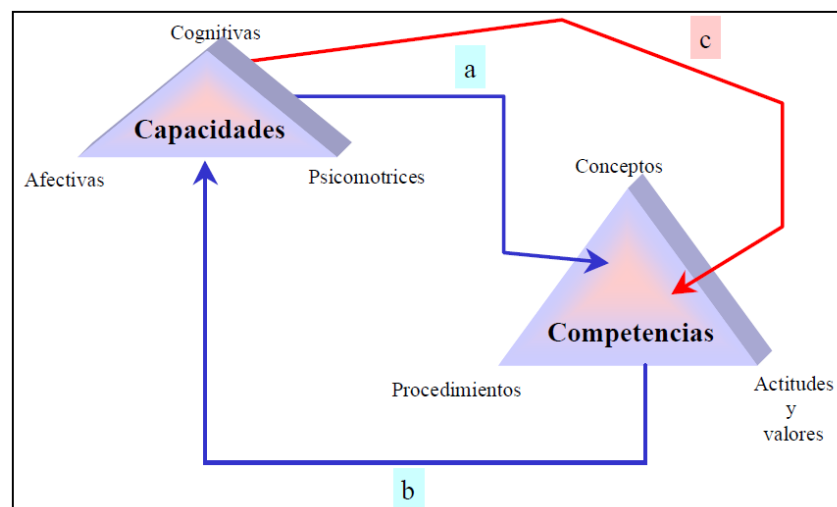 Cognitivas
c
a
Capacidades
Afectivas
Psicomotrices
Conceptos
Competencias
Procedimientos
Actitudes
y
valores
b